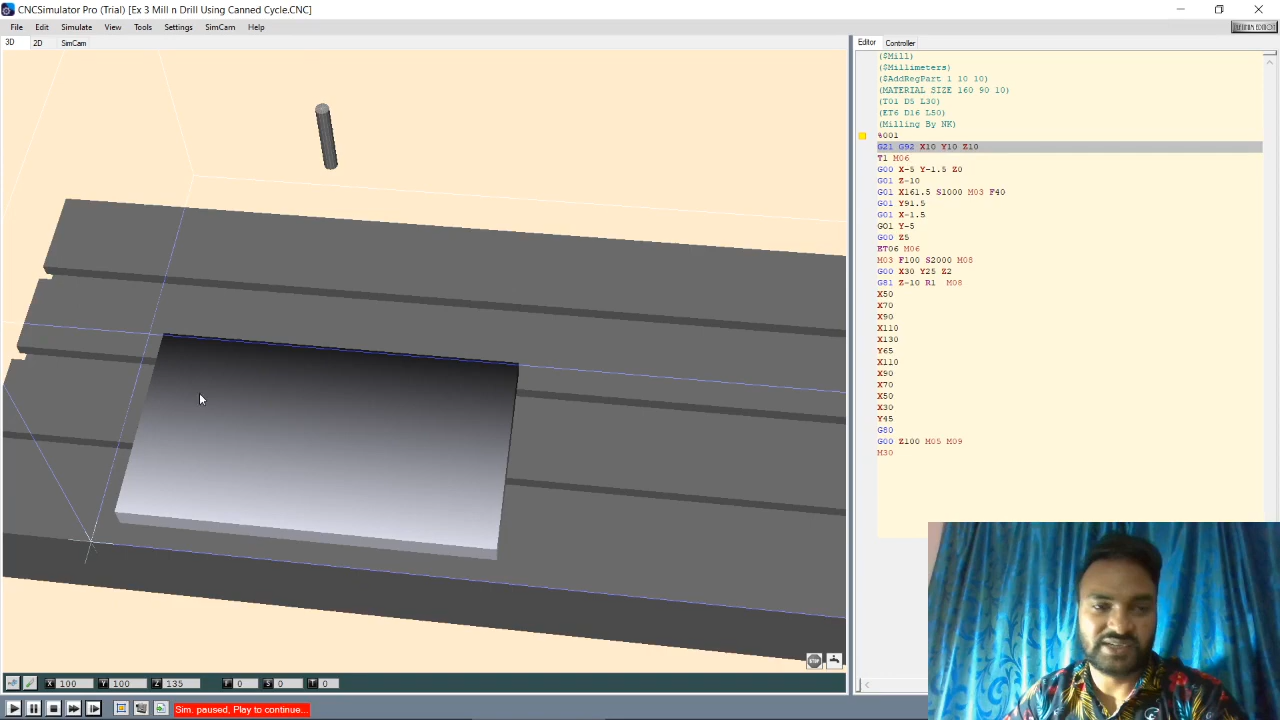 CNCSimulator Pro (Trial) [Ex 3 Mill n Drill Using Canned Cycle.CNC]
File Edit Simulate View Tools Settings SimCam Help
3D 2D SimCam
Editor Controller
($Mill)
($Millimeters)
($AddRegPart 1 10 10)
(MATERIAL SIZE 160 90 10)
(T01 D5 L30)
(ET6 D16 L50)
(Milling By NK)
%001
G21 G92 X10 Y10 Z10
T1 M06
G00 X-5 Y-1.5 Z0
G01 Z-10
G01 X161.5 S1000 M03 F40
G01 Y91.5
G01 X-1.5
GO1 Y-5
G00 Z5
ET06 M06
M03 F100 S2000 M08
G00 X30 Y25 Z2
G81 Z-10 R1 M08
X50
X70
X90
X110
X130
Y65
X110
X90
X70
X50
X30
Y45
G80
G00 Z100 M05 M09
M30
STOP
X 100 Y 100 Z 135 F 0 S 0 T 0
Sim. paused, Play to continue...